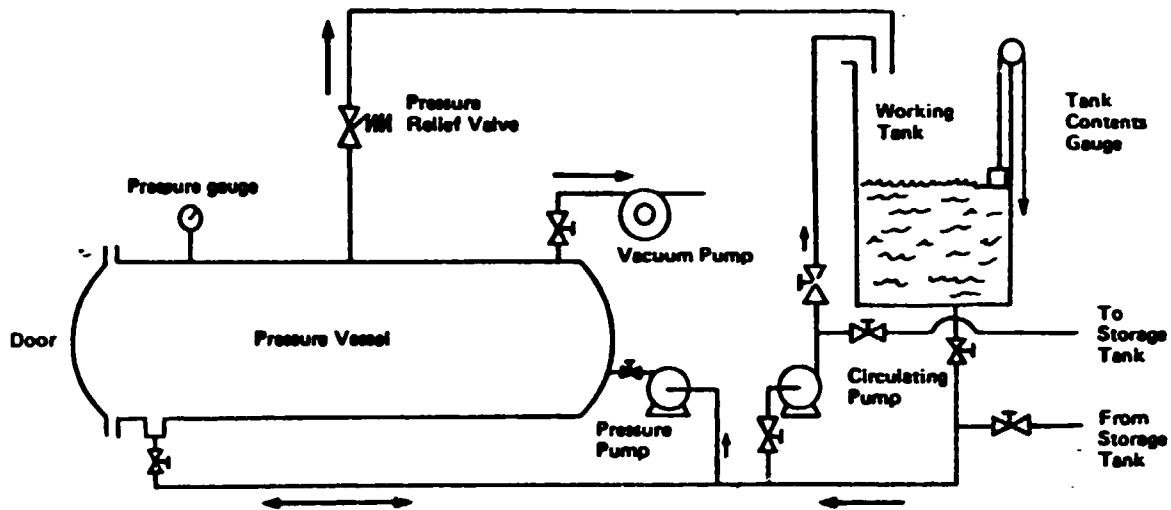 Pressure
Relief Valve
Working
Tank
Tank
Contents
Gauge
Pressure gauge
Vacuum Pump
Door
Pressure Vessel
To
Storage
Tank
Circulating
Pump
Pressure
Pump
From
Storage
Tank